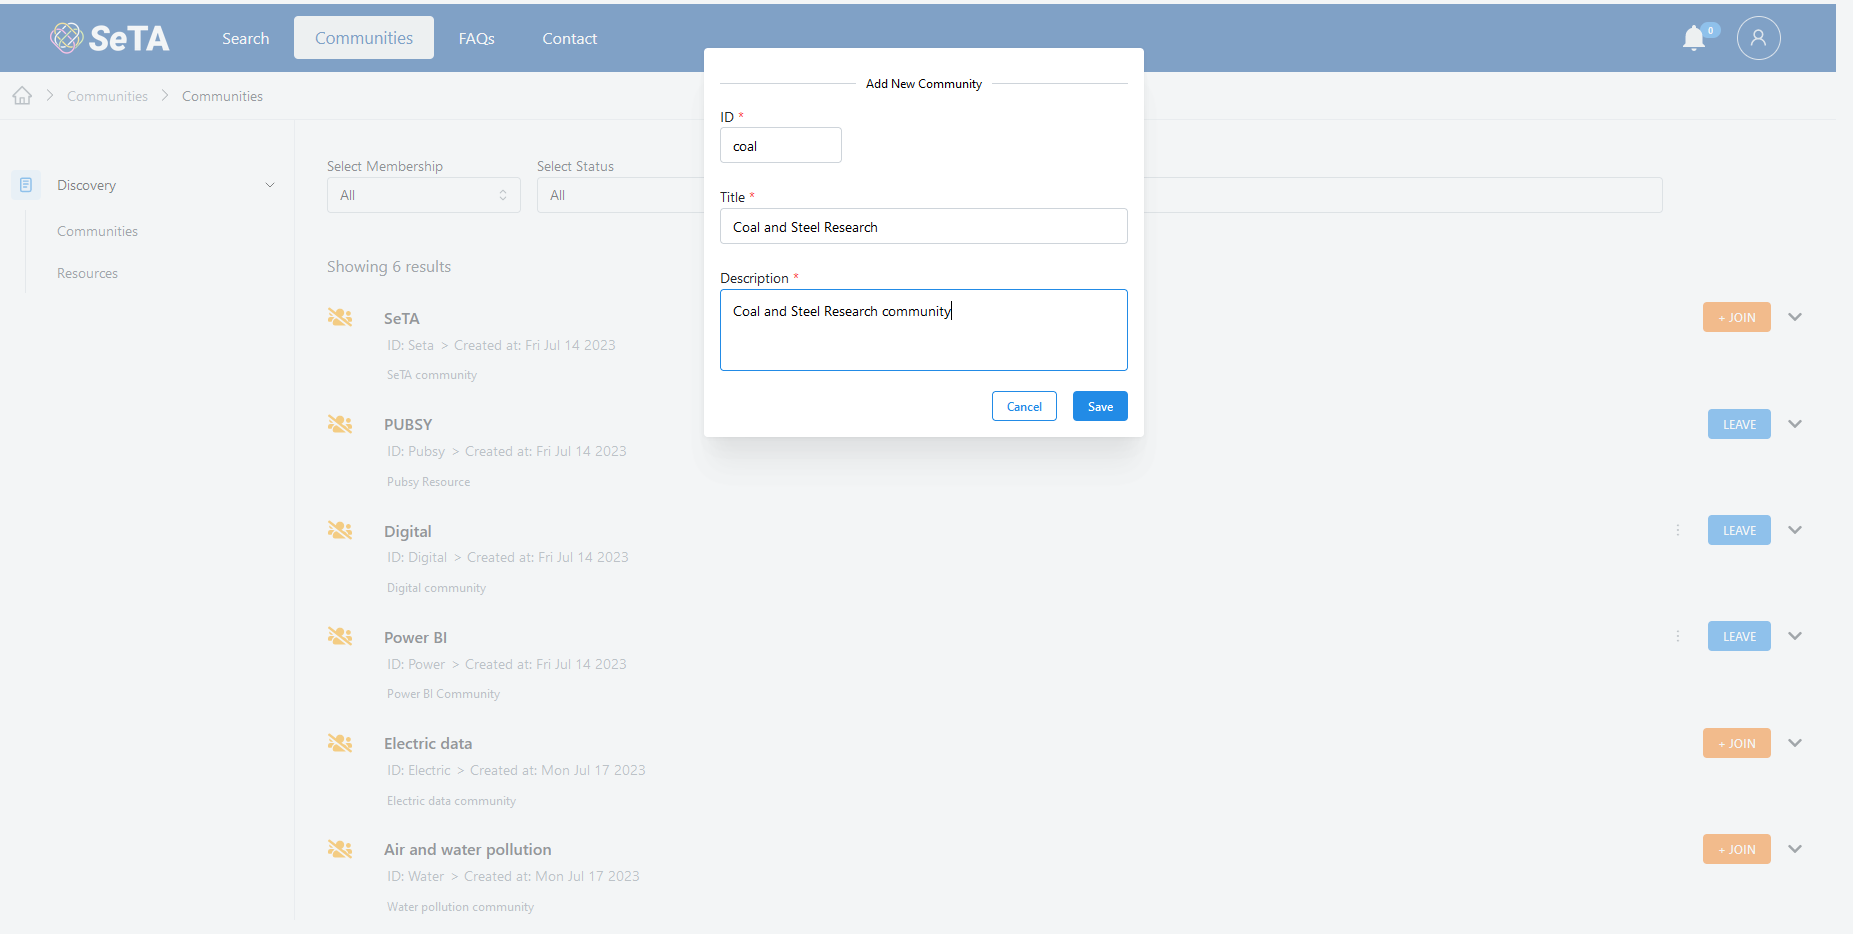 SeTA
Search
Communities
FAQs
Contact
0
Communities
Communities
Discovery
Communities
Resources
Select Membership
All
Select Status
All
Showing 6 results
Add New Community
ID *
coal
Title *
Coal and Steel Research
Description *
Coal and Steel Research community
Cancel
Save
SeTA
ID: Seta > Created at: Fri Jul 14 2023
SeTA community
+ JOIN
PUBSY
ID: Pubsy > Created at: Fri Jul 14 2023
Pubsy Resource
LEAVE
Digital
ID: Digital > Created at: Fri Jul 14 2023
Digital community
LEAVE
Power BI
ID: Power > Created at: Fri Jul 14 2023
Power BI Community
LEAVE
Electric data
ID: Electric > Created at: Mon Jul 17 2023
Electric data community
+ JOIN
Air and water pollution
ID: Water > Created at: Mon Jul 17 2023
Water pollution community
+ JOIN